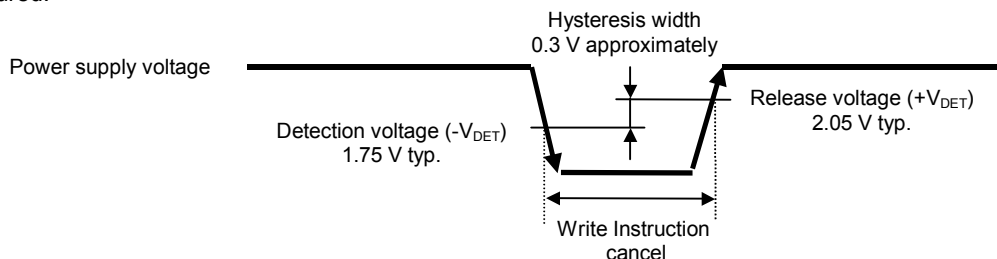 Hysteresis width
0.3 V approximately
Power supply voltage
Release voltage (+VDET)
2.05 V typ.
Detection voltage (-VDET)
1.75 V typ.
Write Instruction
cancel